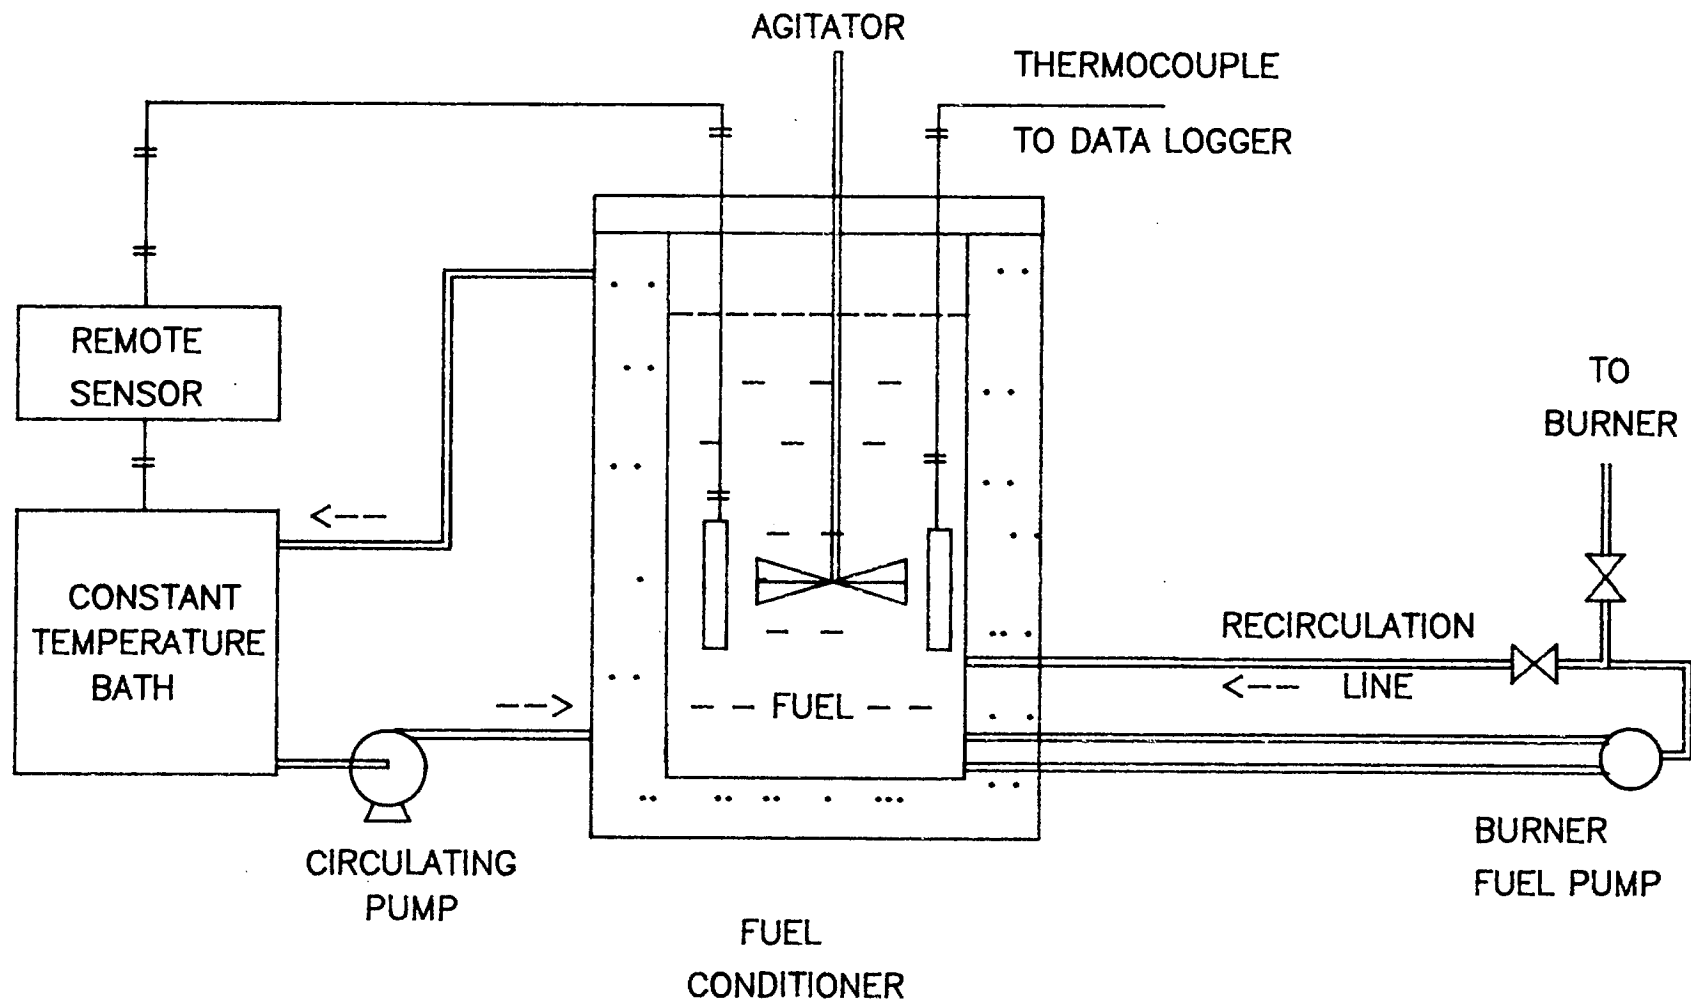 AGITATOR
THERMOCOUPLE
TO DATA LOGGER
REMOTE
SENSOR
TO
BURNER
CONSTANT
TEMPERATURE
BATH
RECIRCULATION
LINE
FUEL
CIRCULATING
PUMP
BURNER
FUEL PUMP
FUEL
CONDITIONER